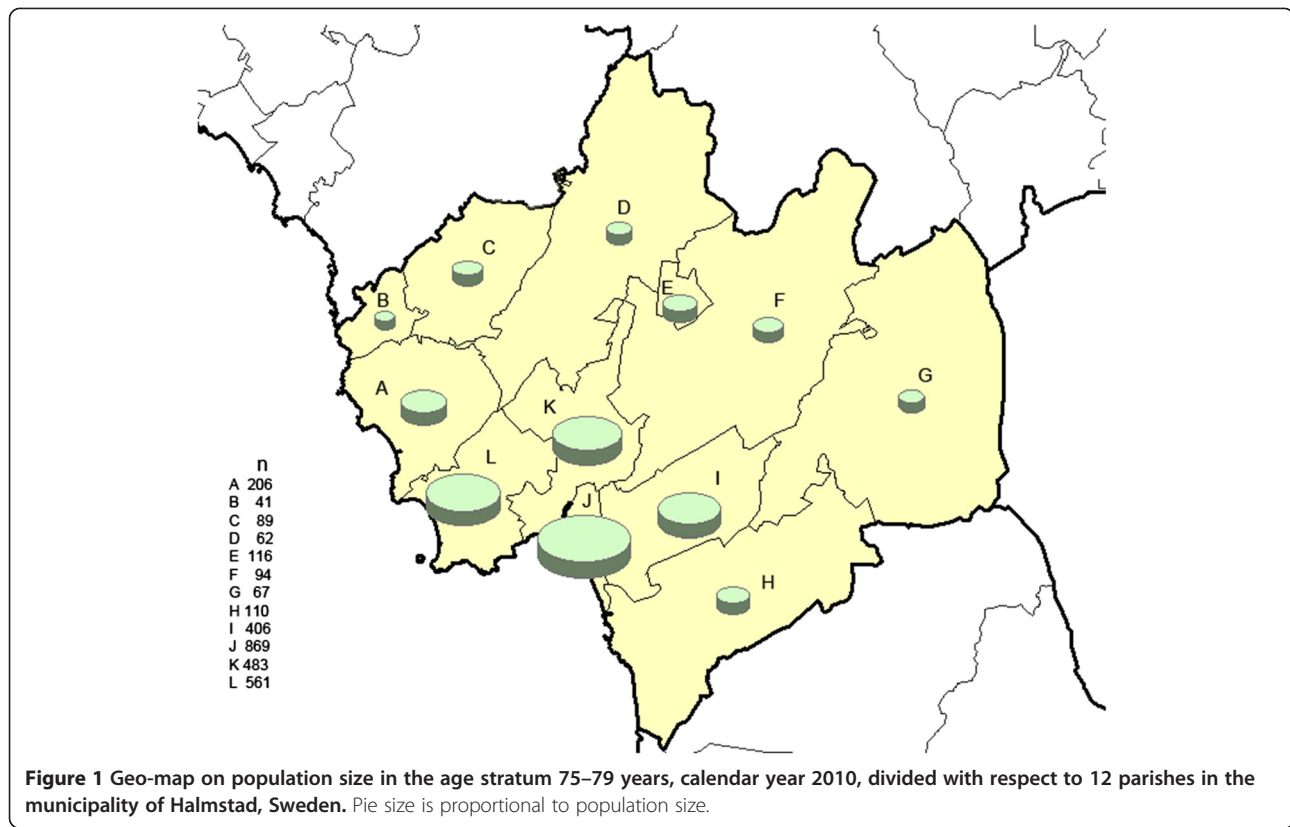 D
C
E
B
F
G
A
K
L
I
J
H
n
A 206
B 41
C 89
D 62
E 116
F 94
G 67
H 110
I 406
J 869
K 483
L 561
Figure 1 Geo-map on population size in the age stratum 75–79 years, calendar year 2010, divided with respect to 12 parishes in the
municipality of Halmstad, Sweden. Pie size is proportional to population size.